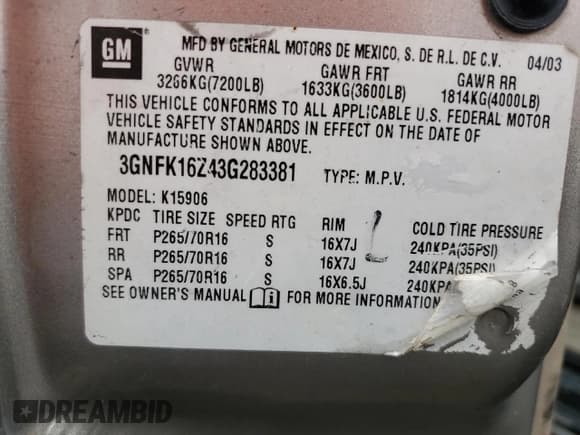 GM
MFD BY GENERAL MOTORS DE MEXICO, S. DE R.L. DE C.V. 04/03
GVWR GAWR FRT GAWR RR
3266KG(7200LB) 1633KG(3600LB) 1814KG(4000LB)
THIS VEHICLE CONFORMS TO ALL APPLICABLE U.S. FEDERAL MOTOR
VEHICLE SAFETY STANDARDS IN EFFECT ON THE DATE OF
MANUFACTURE SHOWN ABOVE.
3GNFK16Z43G283381 TYPE: M.P.V.
MODEL: K15906
KPDC TIRE SIZE SPEED RTG RIM COLD TIRE PRESSURE
FRT P265/70R16 S 16X7J 240KPA(35PSI)
RR P265/70R16 S 16X7J 240KPA(35PSI)
SPA P265/70R16 S 16X6.5J 240KPA
SEE OWNER'S MANUAL FOR MORE INFORMATION
DREAMBID